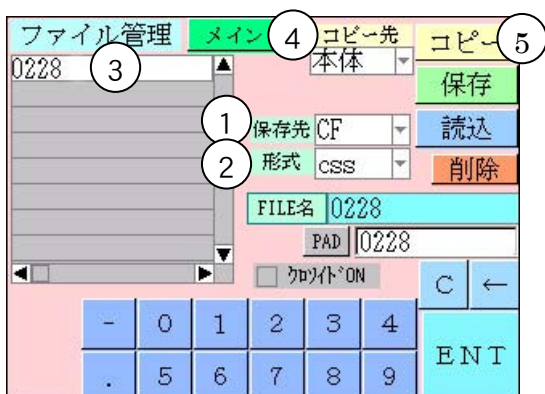 ファイル管理 メイン ④ コピー先 コピー 5
0228 ③ 本体
保存
① 保存先 CF 読込
② 形式 css 削除
FILE名 0228
PAD 0228
ｸﾛｿｲﾄﾞON C ←
- 0 1 2 3 4
. 5 6 7 8 9 ENT